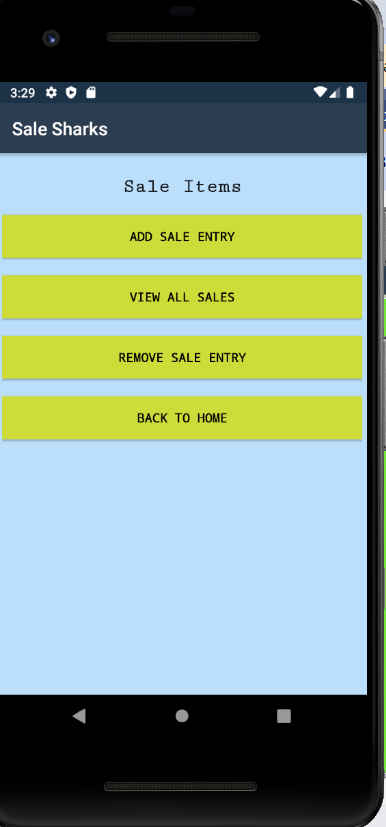 3:29
Sale Sharks
Sale Items
ADD SALE ENTRY
VIEW ALL SALES
REMOVE SALE ENTRY
BACK TO HOME